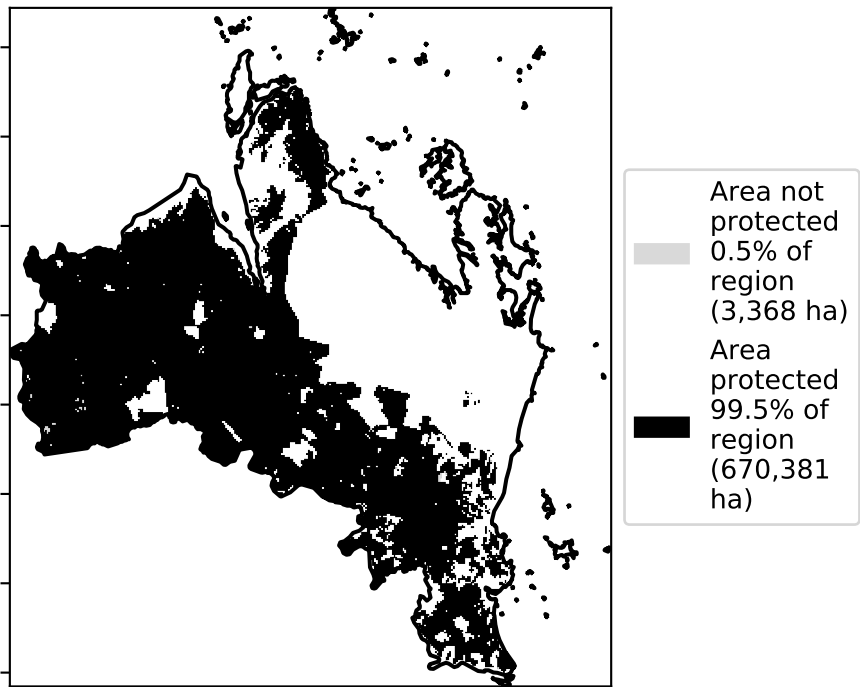 Area not
protected
0.5% of
region
(3,368 ha)
Area
protected
99.5% of
region
(670,381
ha)